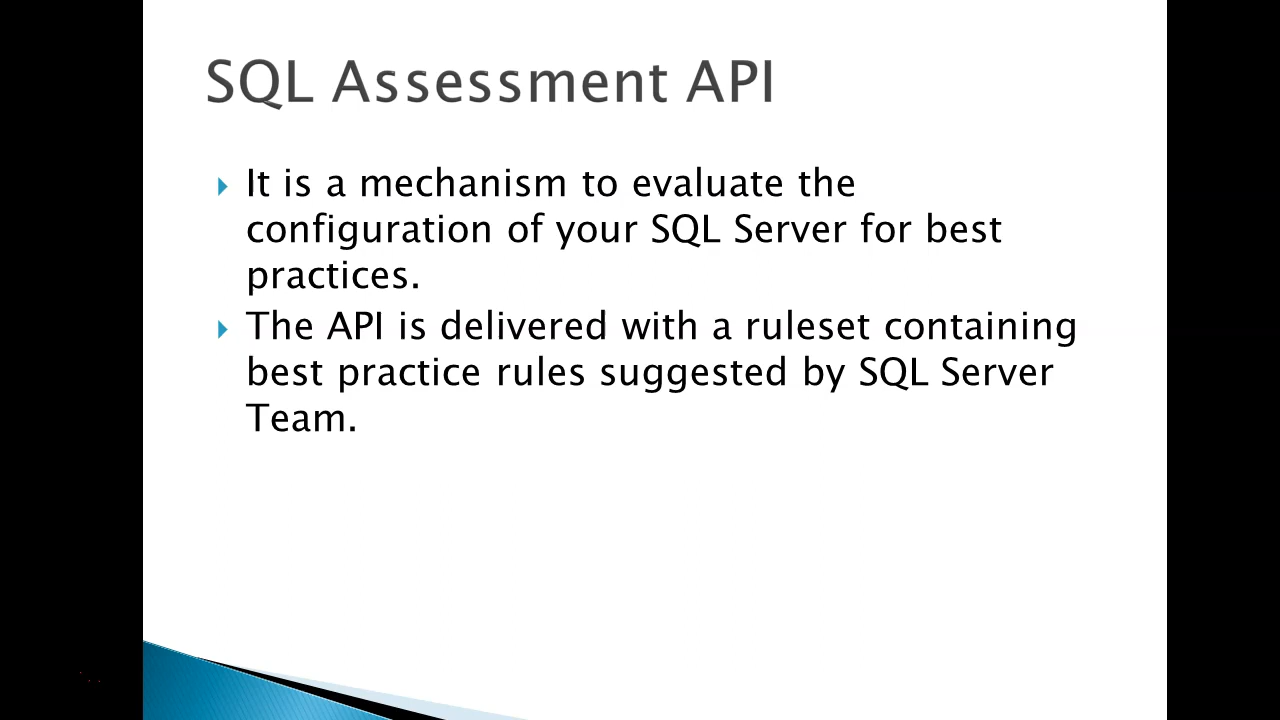 SQL Assessment API
It is a mechanism to evaluate the
configuration of your SQL Server for best
practices.
The API is delivered with a ruleset containing
best practice rules suggested by SQL Server
Team.